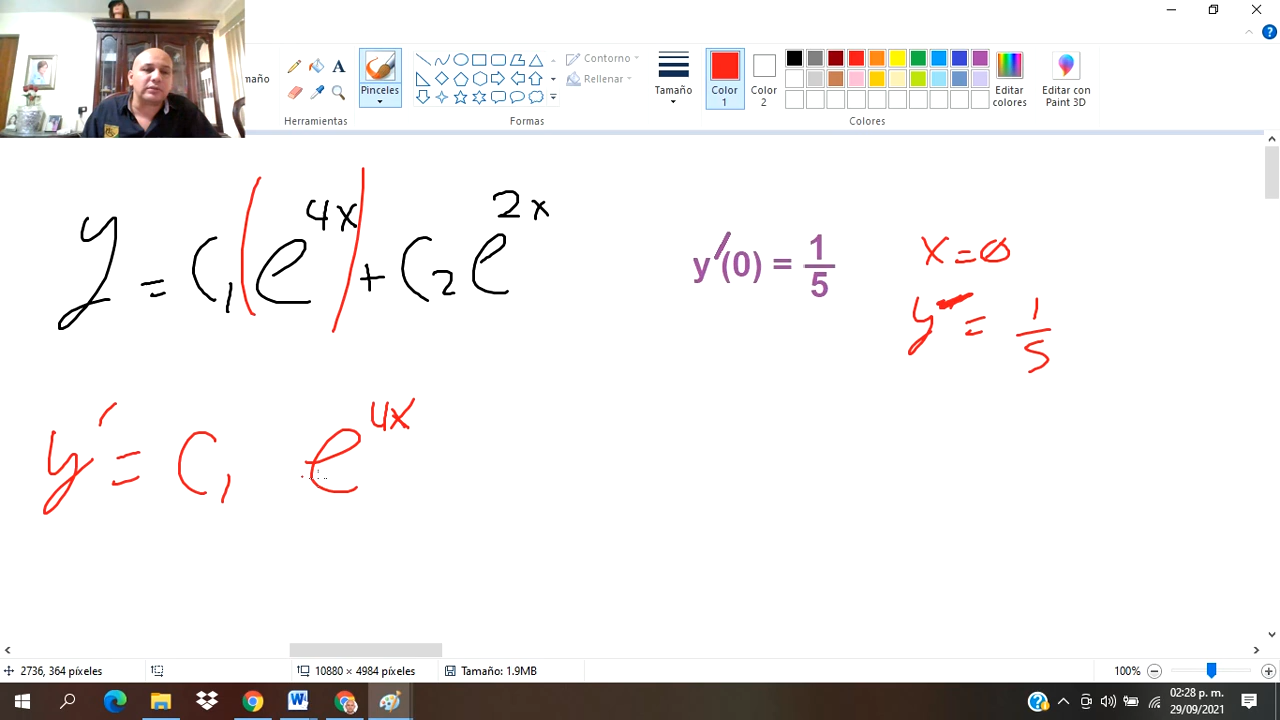 maño
Pinceles
Herramientas
Contorno
Rellenar
Formas
Tamaño
Color 1
Color 2
Colores
Editar colores
Editar con Paint 3D
y = C₁(e^4x) + C₂e^2x
y'(0) = 1/5
x = 0
y' = 1/5
y' = C₁ e^4x
2736, 364 píxeles
10880 × 4984 píxeles
Tamaño: 1.9MB
100%
02:28 p. m.
29/09/2021